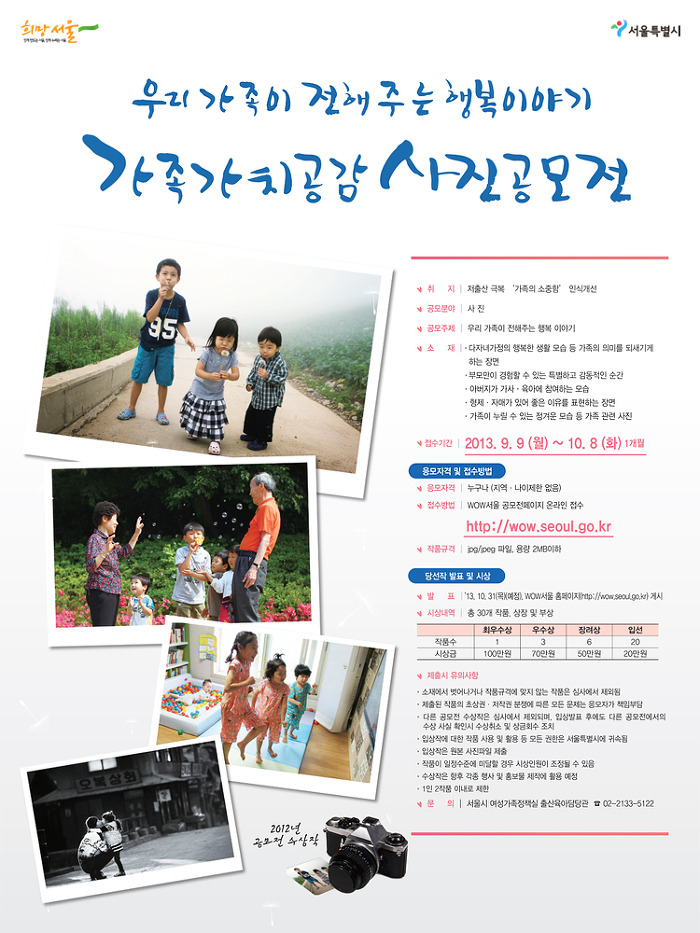 희망서울
서울특별시
우리 가족이 전해주는 행복이야기
가족가치공감 사진공모전
취 지 | 저출산 극복 '가족의 소중함' 인식개선
공모분야 | 사 진
공모주제 | 우리 가족이 전해주는 행복 이야기
소 재 | · 다자녀가정의 행복한 생활 모습 등 가족의 의미를 되새기게
하는 장면
· 부모만이 경험할 수 있는 특별하고 감동적인 순간
· 아버지가 가사 · 육아에 참여하는 모습
· 형제 · 자매가 있어 좋은 이유를 표현하는 장면
· 가족이 누릴 수 있는 정겨운 모습 등 가족 관련 사진
접수기간 | 2013. 9. 9 (월) ~ 10. 8 (화) 1개월
응모자격 및 접수방법
응모자격 | 누구나 (지역 · 나이제한 없음)
접수방법 | WOW서울 공모전페이지 온라인 접수
http://wow.seoul.go.kr
작품규격 | jpg/jpeg 파일, 용량 2MB이하
당선작 발표 및 시상
발 표 | '13. 10. 31(목)(예정), WOW서울 홈페이지(http://wow.seoul.go.kr) 게시
시상내역 | 총 30개 작품, 상장 및 부상
최우수상 우수상 장려상 입선
작품수 1 3 6 20
시상금 100만원 70만원 50만원 20만원
제출시 유의사항
· 소재에서 벗어나거나 작품규격에 맞지 않는 작품은 심사에서 제외됨
· 제출된 작품의 초상권 · 저작권 분쟁에 따른 모든 문제는 응모자가 책임부담
· 다른 공모전 수상작은 심사에서 제외되며, 입상발표 후에도 다른 공모전에서의
수상 사실 확인시 수상취소 및 상금회수 조치
· 입상작에 대한 작품 사용 및 활용 등 모든 권한은 서울특별시에 귀속됨
· 입상작은 원본 사진파일 제출
· 작품이 일정수준에 미달할 경우 시상인원이 조정될 수 있음
· 수상작은 향후 각종 행사 및 홍보물 제작에 활용 예정
· 1인 2작품 이내로 제한
문 의 | 서울시 여성가족정책실 출산육아담당관 ☎ 02-2133-5122
95
오복상회
2012년
공모전 수상작